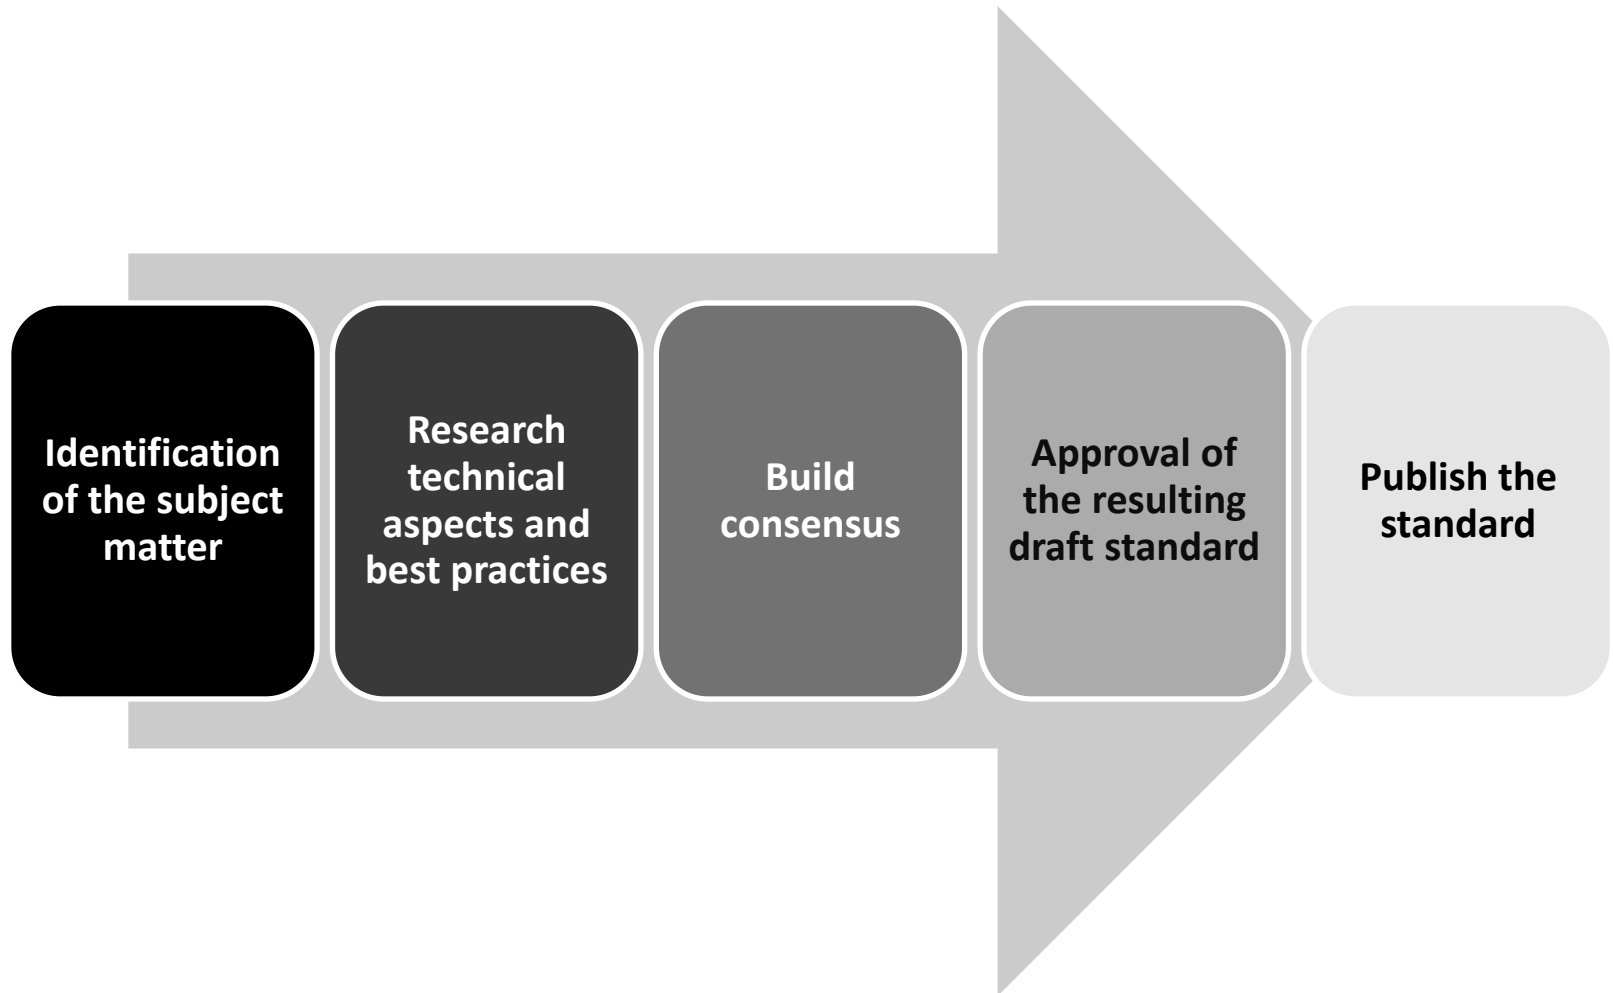 Identification
of the subject
matter
Research
technical
aspects and
best practices
Build
consensus
Approval of
the resulting
draft standard
Publish the
standard